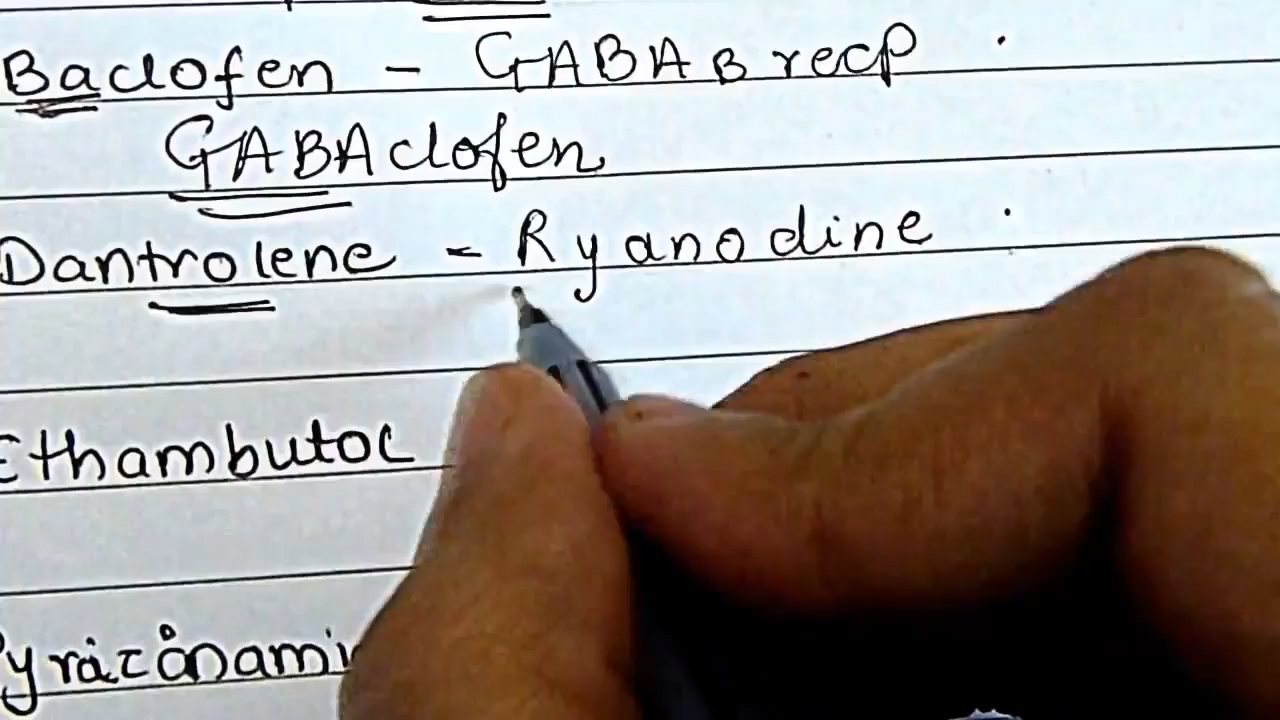 Baclofen - GABA B recp
GABAclofen
Dantrolene - Ryanodine
Ethambutol